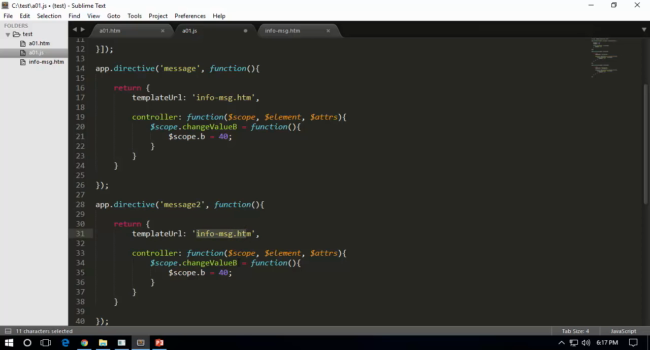 C:\test\a01.js • (test) - Sublime Text
File Edit Selection Find View Goto Tools Project Preferences Help
FOLDERS
test
a01.htm
a01.js
info-msg.htm
a01.htm × a01.js • info-msg.htm ×
11
12 }]);
13
14 app.directive('message', function(){
15
16 return {
17 templateUrl: 'info-msg.htm',
18
19 controller: function($scope, $element, $attrs){
20 $scope.changeValueB = function(){
21 $scope.b = 40;
22 }
23 }
24 }
25
26 });
27
28 app.directive('message2', function(){
29
30 return {
31 templateUrl: 'info-msg.htm',
32
33 controller: function($scope, $element, $attrs){
34 $scope.changeValueB = function(){
35 $scope.b = 40;
36 }
37 }
38 }
39
40 });
11 characters selected Tab Size: 4 JavaScript
6:17 PM